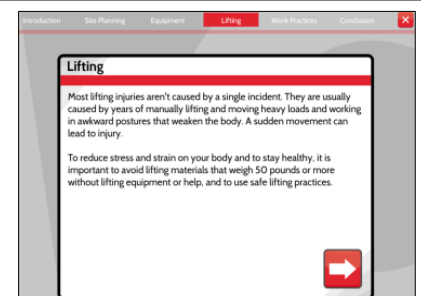 Introduction Site Planning Equipment Lifting Work Practices Conclusion
Lifting
Most lifting injuries aren't caused by a single incident. They are usually
caused by years of manually lifting and moving heavy loads and working
in awkward postures that weaken the body. A sudden movement can
lead to injury.
To reduce stress and strain on your body and to stay healthy, it is
important to avoid lifting materials that weigh 50 pounds or more
without lifting equipment or help, and to use safe lifting practices.